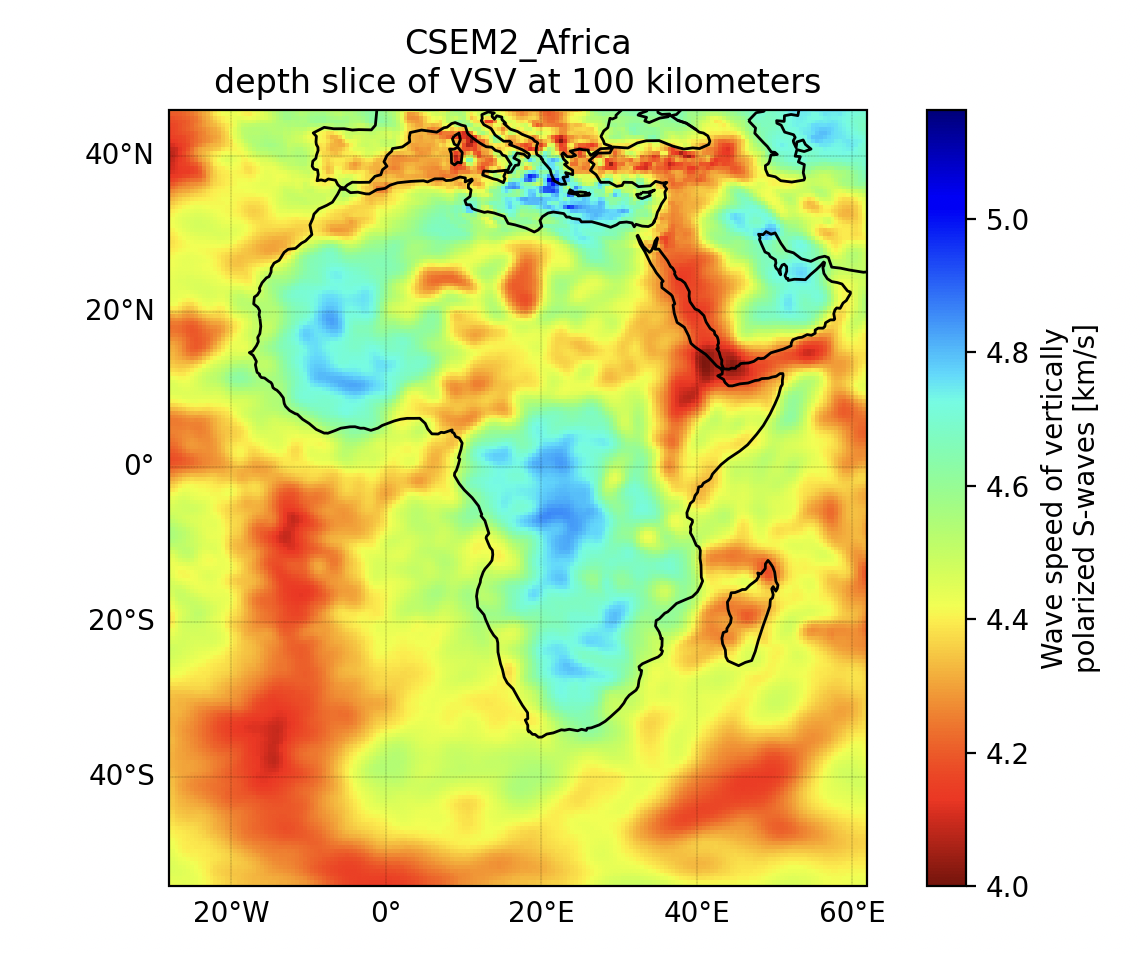 CSEM2_Africa
depth slice of VSV at 100 kilometers
40°N
20°N
0°
20°S
40°S
20°W
0°
20°E
40°E
60°E
5.0
4.8
4.6
4.4
4.2
4.0
Wave speed of vertically
polarized S-waves [km/s]